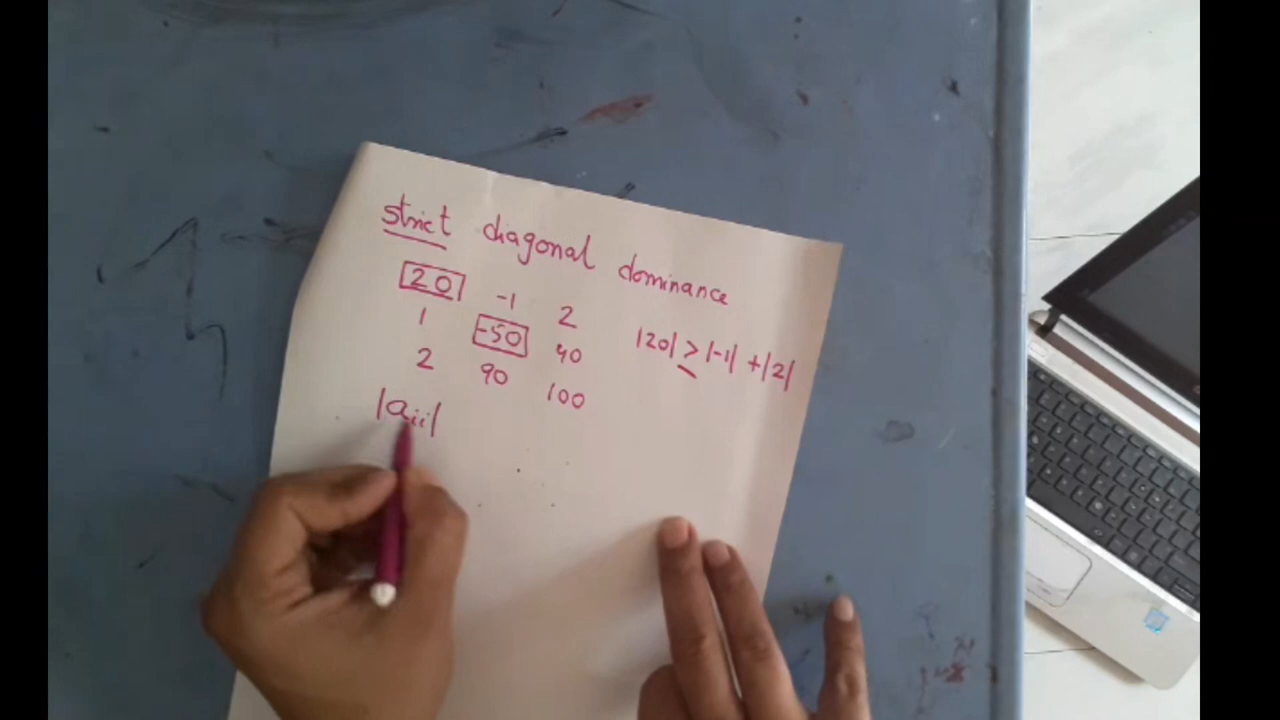 strict diagonal dominance
20 -1 2
1 -50 40
2 90 100
|20| > |-1| + |2|
|aii|